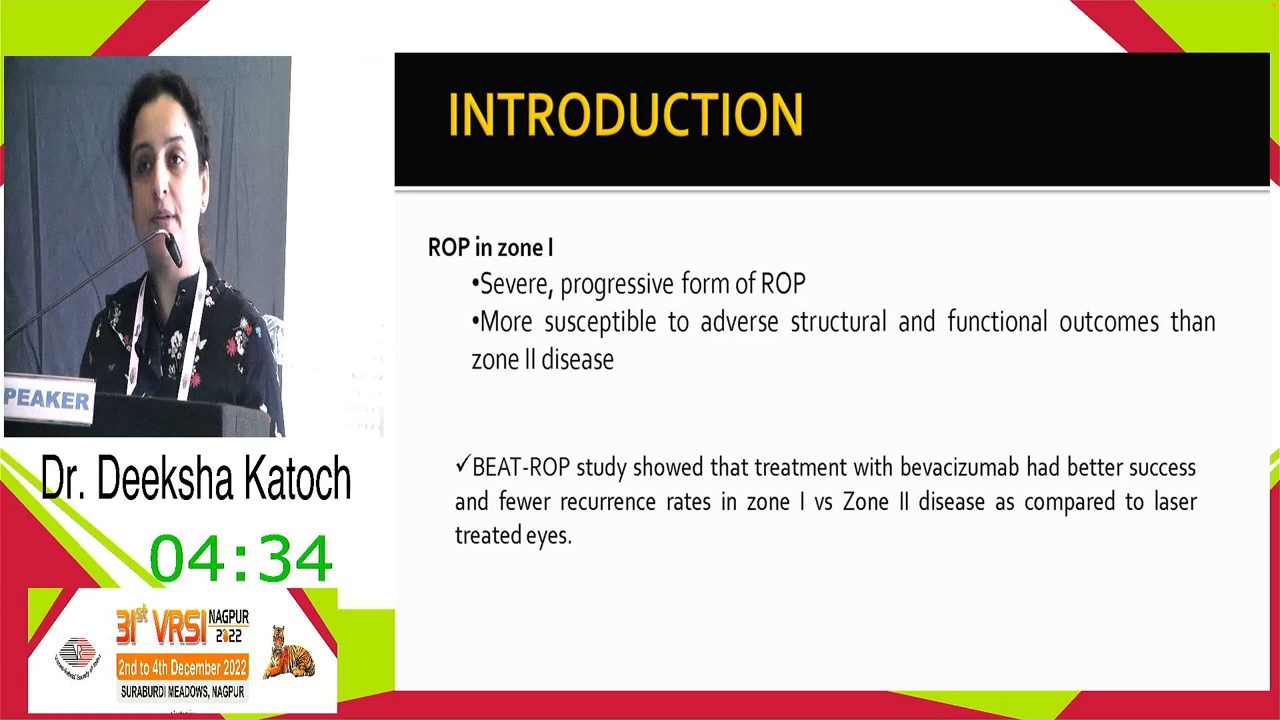 INTRODUCTION
ROP in zone I
•Severe, progressive form of ROP
•More susceptible to adverse structural and functional outcomes than
zone II disease
✓BEAT-ROP study showed that treatment with bevacizumab had better success
and fewer recurrence rates in zone I vs Zone II disease as compared to laser
treated eyes.
PEAKER
Dr. Deeksha Katoch
04:34
31st VRSI NAGPUR
2022
2nd to 4th December 2022
SURABURDI MEADOWS, NAGPUR